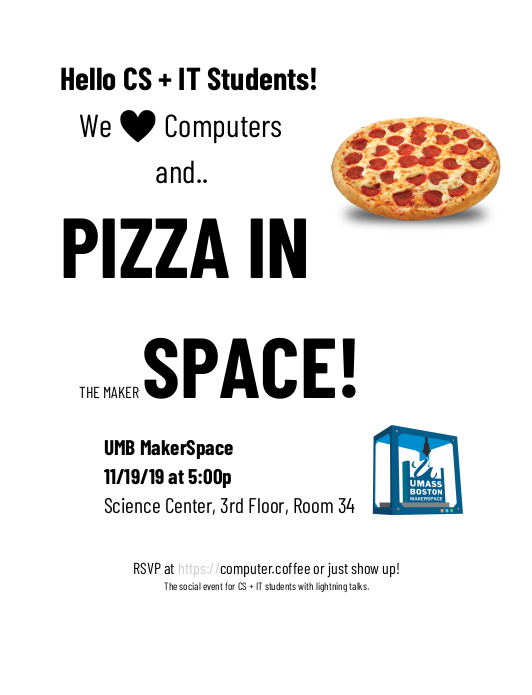 Hello CS + IT Students!
We ♥ Computers
and..
PIZZA IN
THE MAKER SPACE!
UMB MakerSpace
11/19/19 at 5:00p
Science Center, 3rd Floor, Room 34
UMASS
BOSTON
MAKERSPACE
RSVP at https://computer.coffee or just show up!
The social event for CS + IT students with lightning talks.